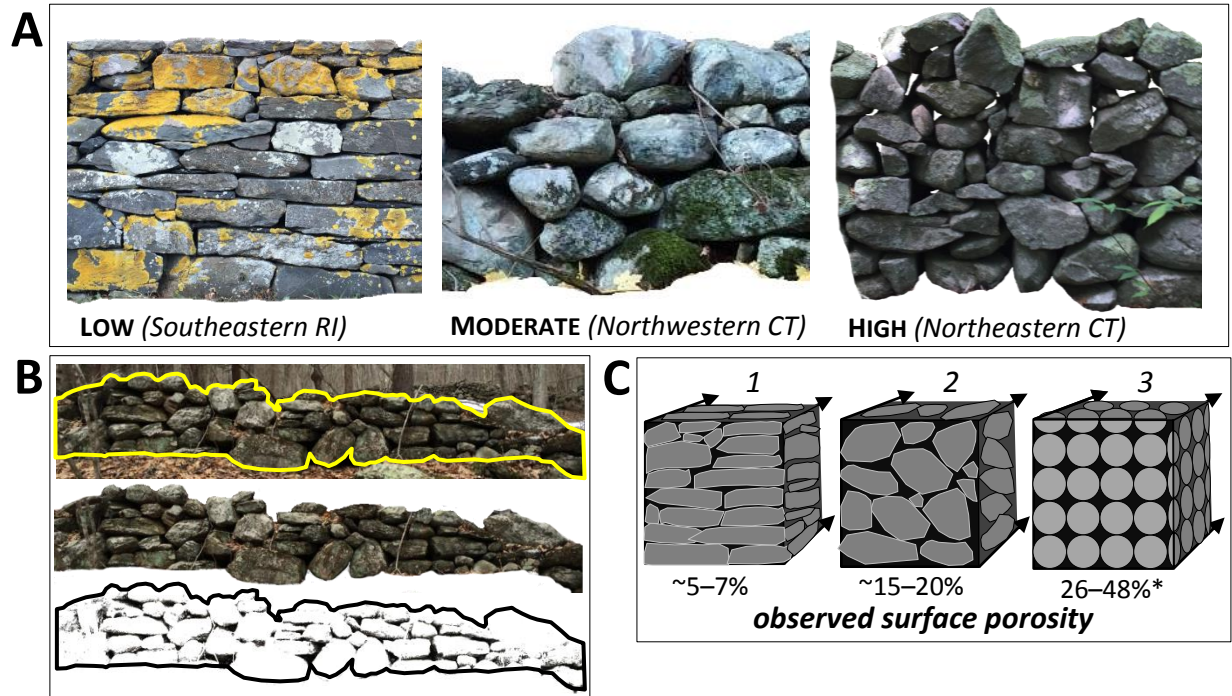 A
LOW (Southeastern RI)
MODERATE (Northwestern CT)
HIGH (Northeastern CT)
B
C
1 2 3
~5–7% ~15–20% 26–48%*
observed surface porosity